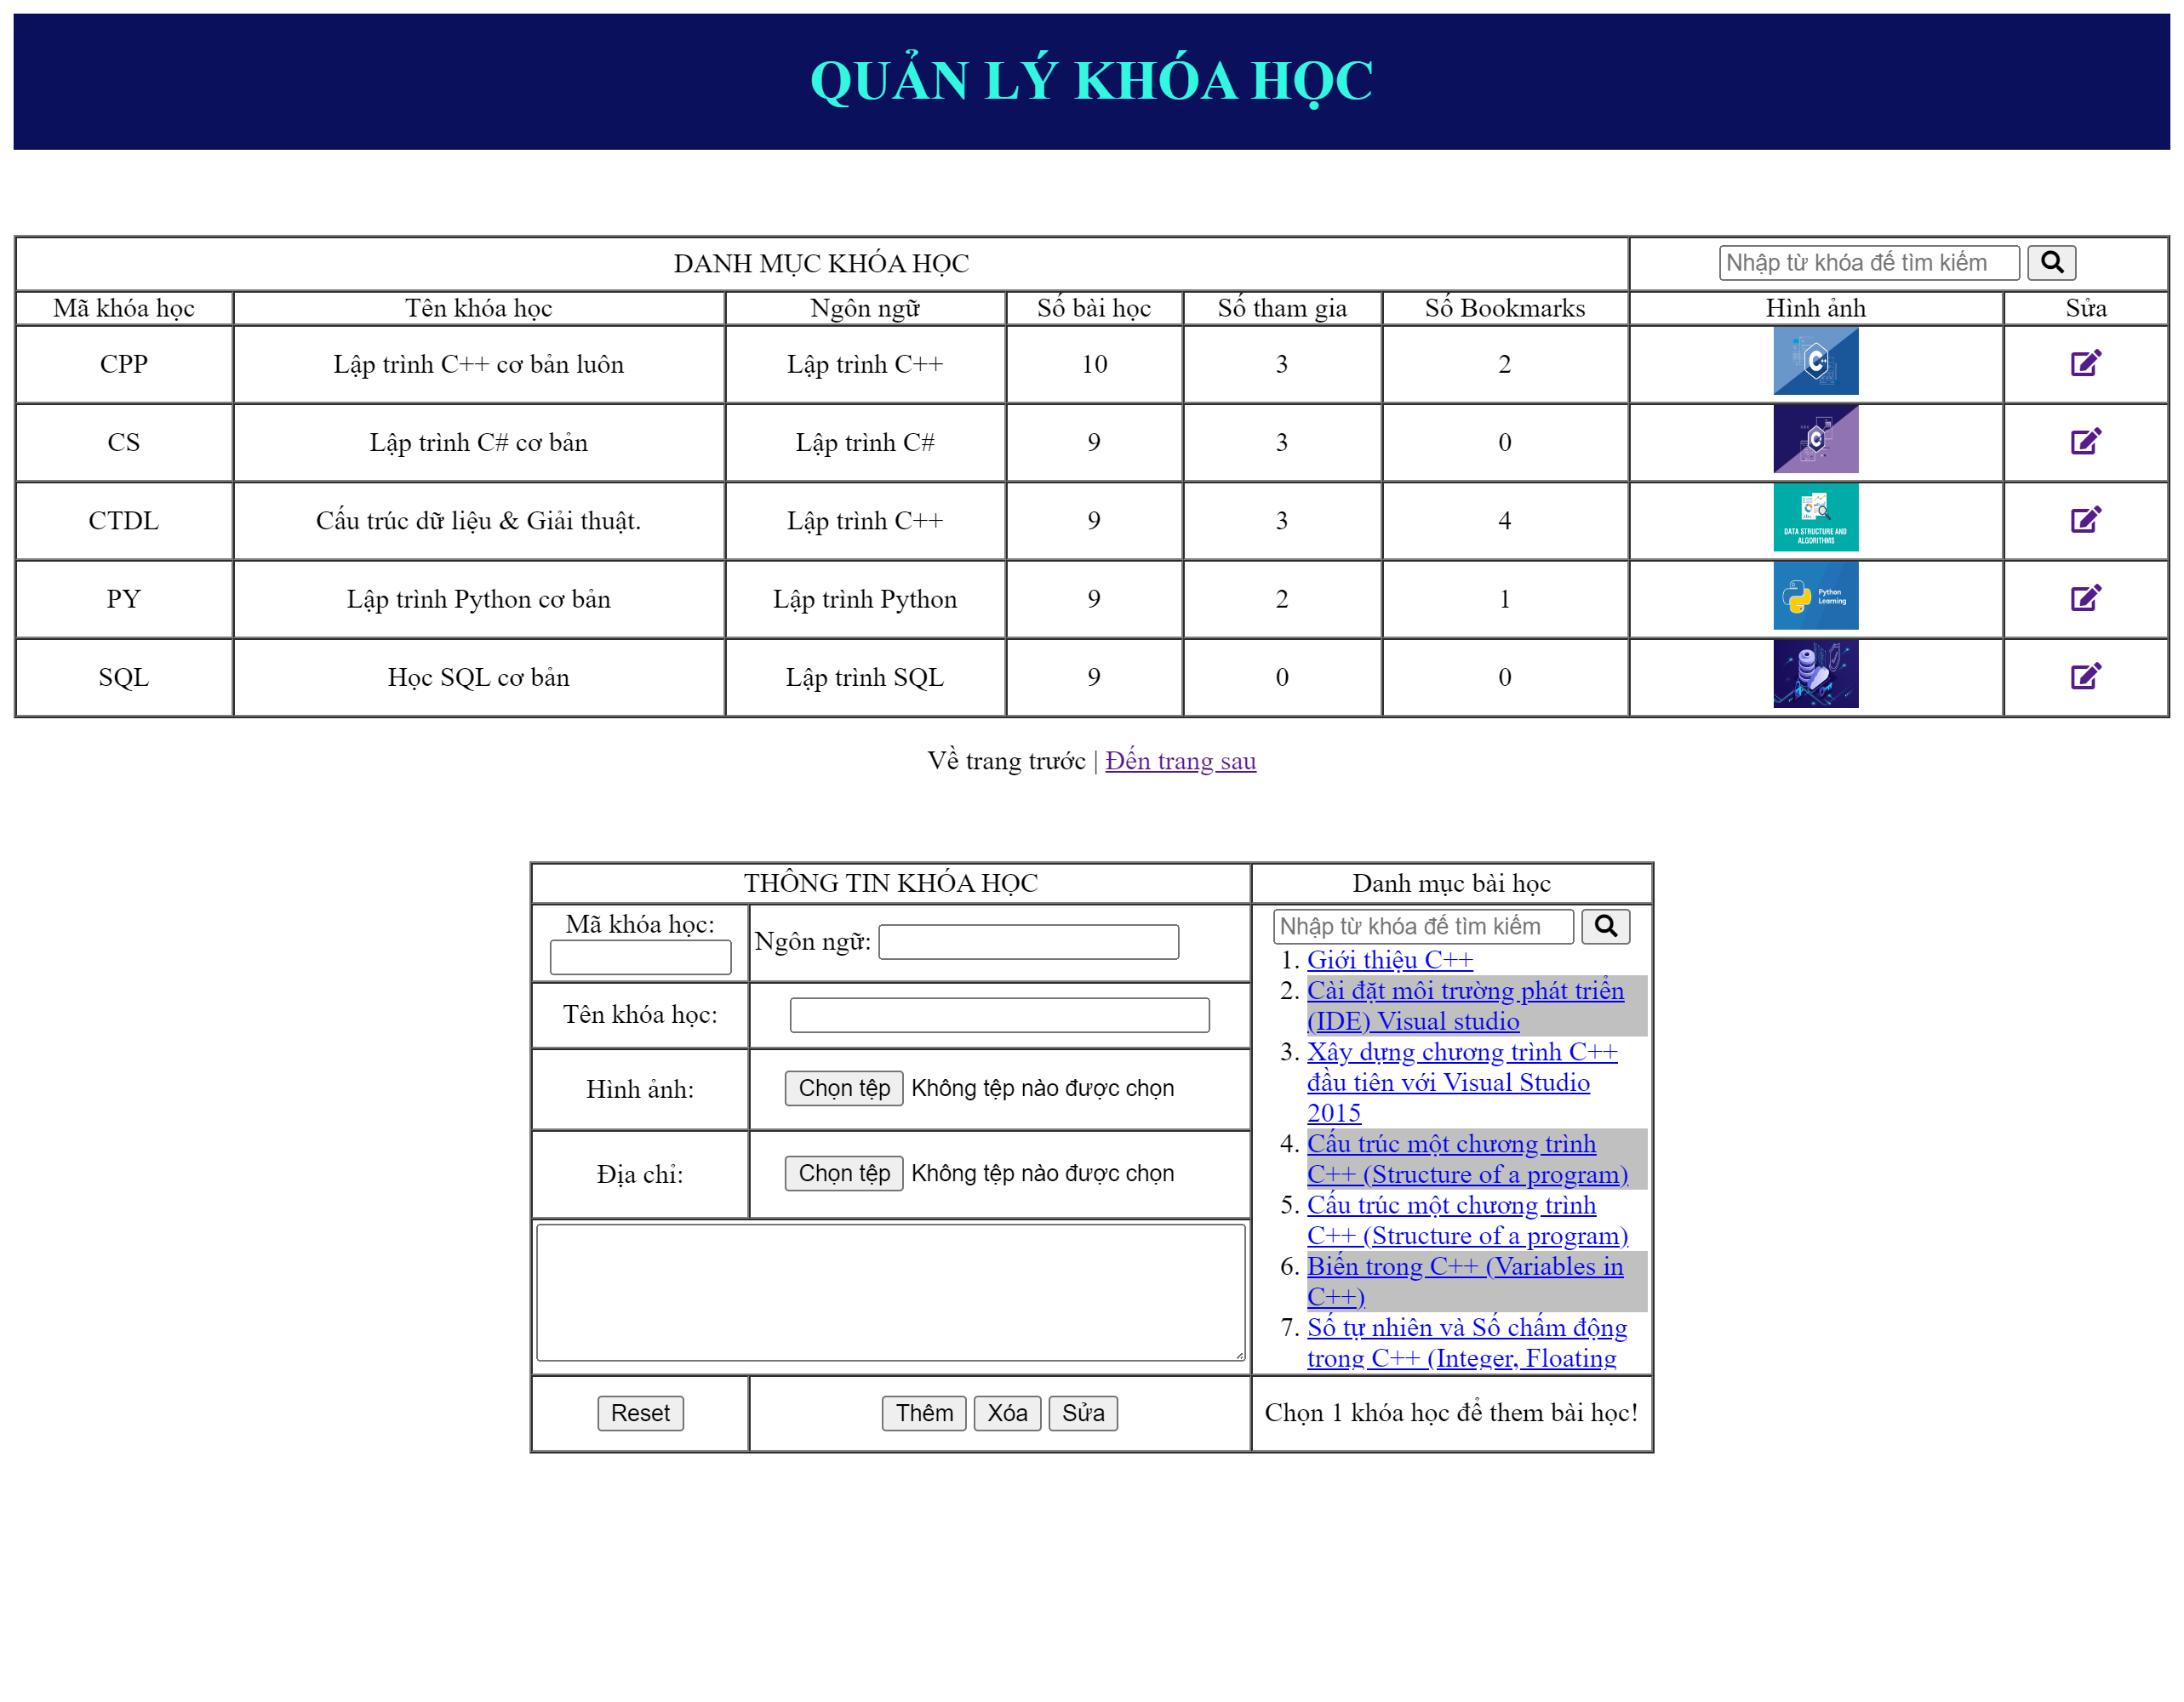 QUẢN LÝ KHÓA HỌC
DANH MỤC KHÓA HỌC Nhập từ khóa để tìm kiếm
Mã khóa học Tên khóa học Ngôn ngữ Số bài học Số tham gia Số Bookmarks Hình ảnh Sửa
CPP Lập trình C++ cơ bản luôn Lập trình C++ 10 3 2 C++
CS Lập trình C# cơ bản Lập trình C# 9 3 0
CTDL Cấu trúc dữ liệu & Giải thuật. Lập trình C++ 9 3 4
DATA STRUCTURE AND
ALGORITHMS
PY Lập trình Python cơ bản Lập trình Python 9 2 1
Python
Learning
SQL Học SQL cơ bản Lập trình SQL 9 0 0
Về trang trước | Đến trang sau
THÔNG TIN KHÓA HỌC Danh mục bài học
Mã khóa học:
Ngôn ngữ:
Tên khóa học:
Hình ảnh: Chọn tệp Không tệp nào được chọn
Địa chỉ: Chọn tệp Không tệp nào được chọn
Nhập từ khóa để tìm kiếm
1. Giới thiệu C++
2. Cài đặt môi trường phát triển
(IDE) Visual studio
3. Xây dựng chương trình C++
đầu tiên với Visual Studio
2015
4. Cấu trúc một chương trình
C++ (Structure of a program)
5. Cấu trúc một chương trình
C++ (Structure of a program)
6. Biến trong C++ (Variables in
C++)
7. Số tự nhiên và Số chấm động
trong C++ (Integer, Floating
Reset Thêm Xóa Sửa Chọn 1 khóa học để them bài học!